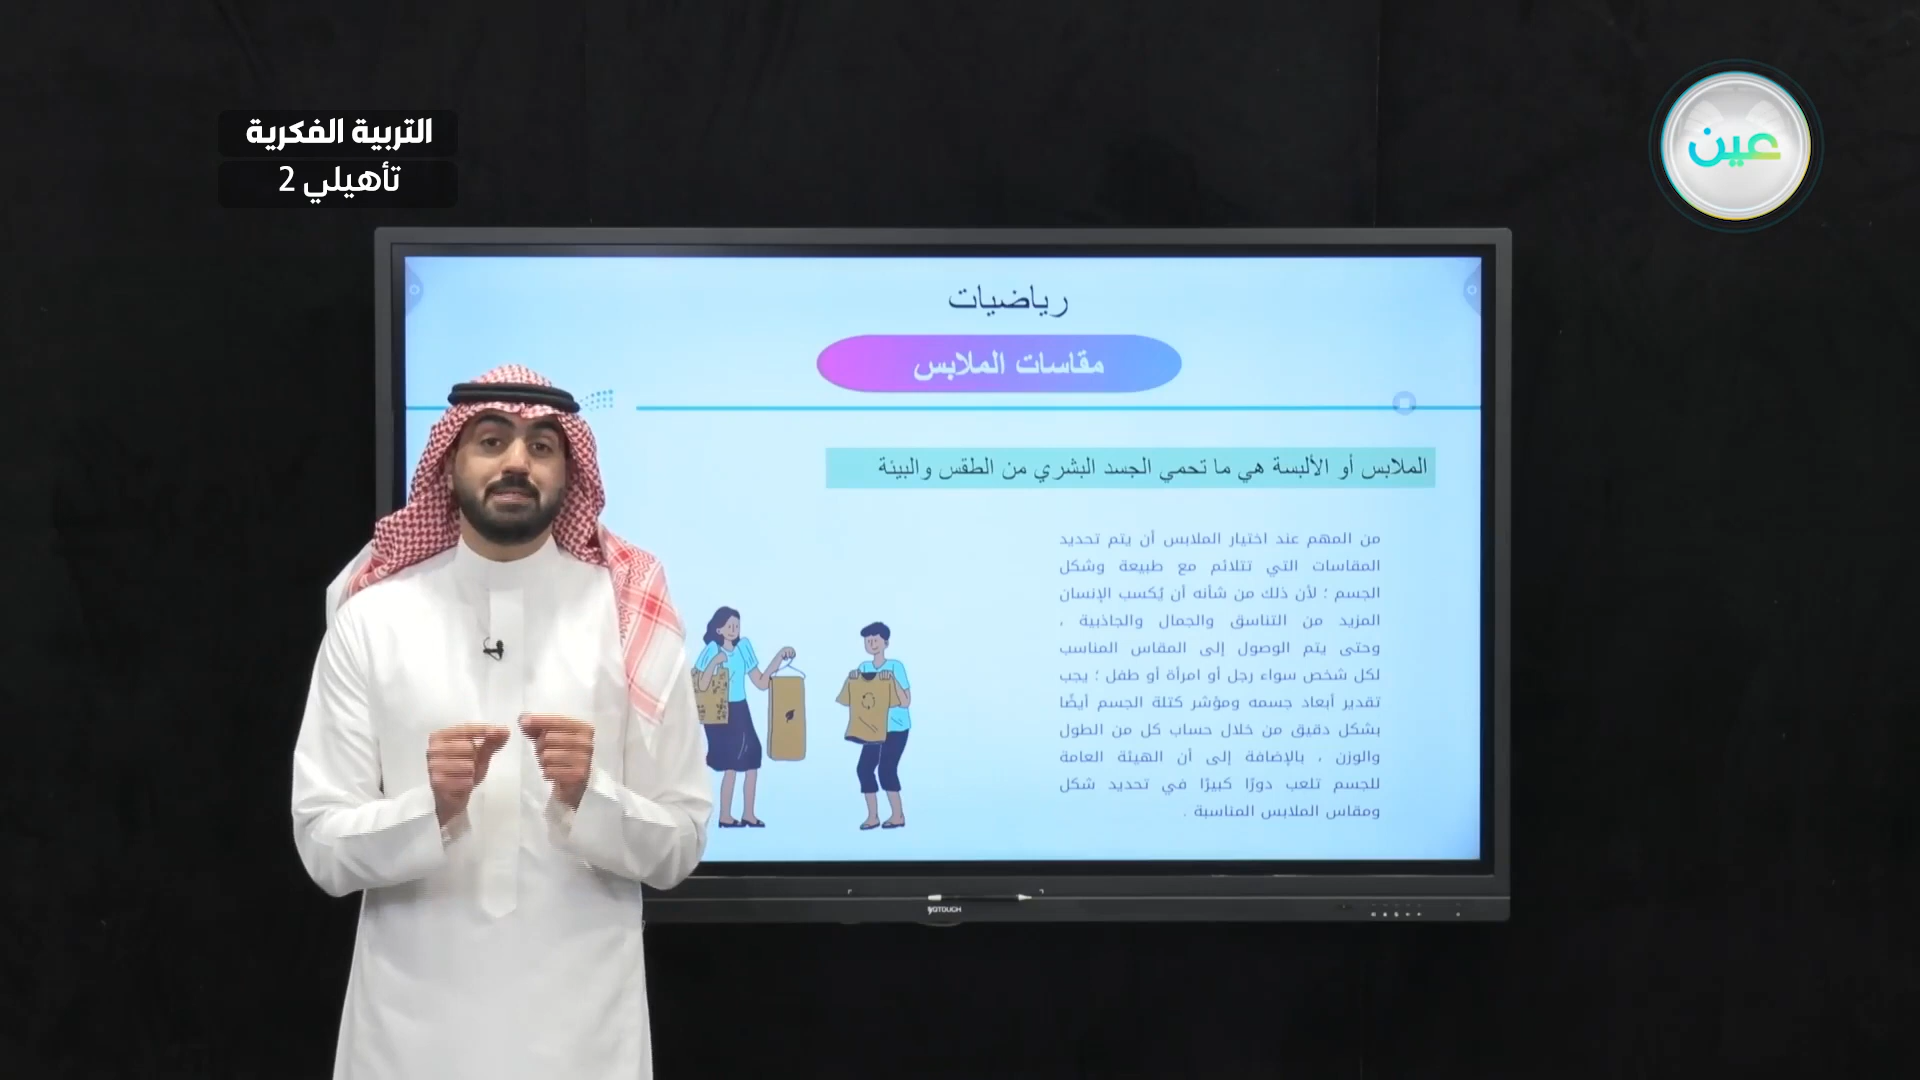 التربية الفكرية
تأهيلي 2
عين
رياضيات
مقاسات الملابس
الملابس أو الألبسة هي ما تحمي الجسد البشري من الطقس والبيئة
من المهم عند اختيار الملابس أن يتم تحديد
المقاسات التي تتلائم مع طبيعة وشكل
الجسم ؛ لأن ذلك من شأنه أن يُكسب الإنسان
المزيد من التناسق والجمال والجاذبية ،
وحتى يتم الوصول إلى المقاس المناسب
لكل شخص سواء رجل أو امرأة أو طفل ؛ يجب
تقدير أبعاد جسمه ومؤشر كتلة الجسم أيضًا
بشكل دقيق من خلال حساب كل من الطول
والوزن ، بالإضافة إلى أن الهيئة العامة
للجسم تلعب دورًا كبيرًا في تحديد شكل
ومقاس الملابس المناسبة .
YOTOUCH